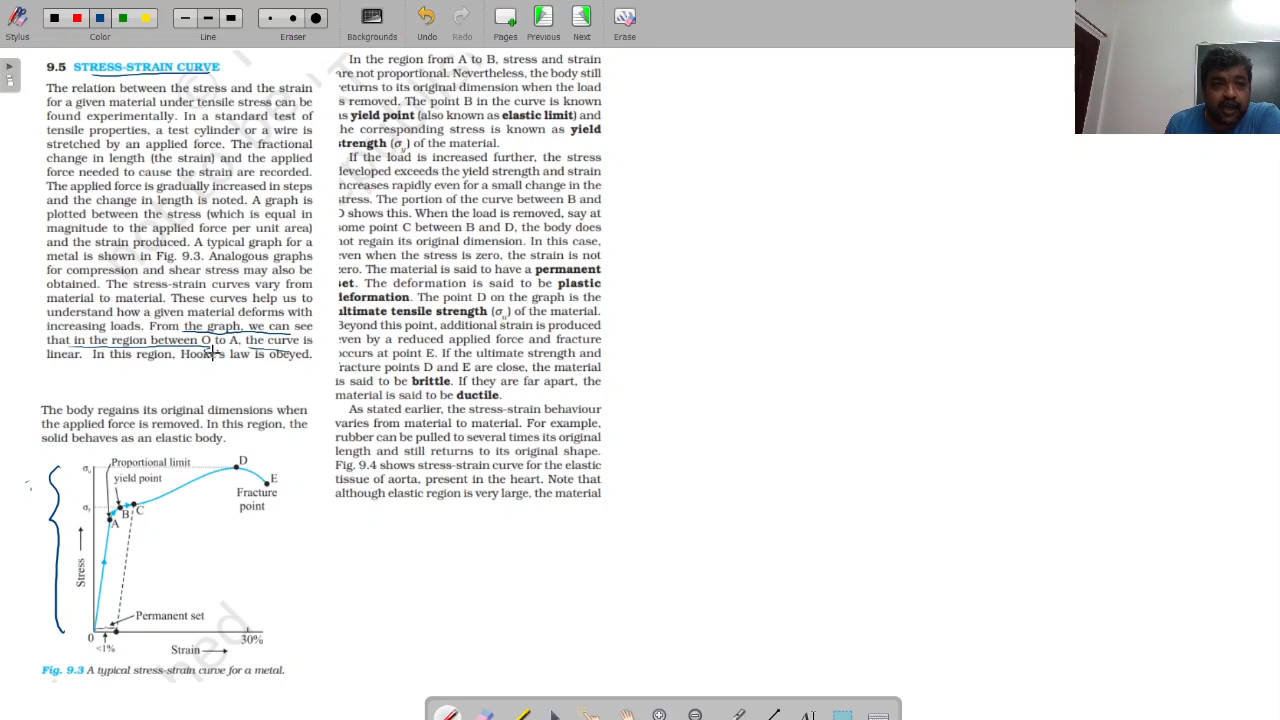 Stylus
Color
Line
Eraser
Backgrounds
Undo
Redo
Pages
Previous
Next
Erase
9.5 STRESS-STRAIN CURVE
The relation between the stress and the strain
for a given material under tensile stress can be
found experimentally. In a standard test of
tensile properties, a test cylinder or a wire is
stretched by an applied force. The fractional
change in length (the strain) and the applied
force needed to cause the strain are recorded.
The applied force is gradually increased in steps
and the change in length is noted. A graph is
plotted between the stress (which is equal in
magnitude to the applied force per unit area)
and the strain produced. A typical graph for a
metal is shown in Fig. 9.3. Analogous graphs
for compression and shear stress may also be
obtained. The stress-strain curves vary from
material to material. These curves help us to
understand how a given material deforms with
increasing loads. From the graph, we can see
that in the region between O to A, the curve is
linear. In this region, Hooke's law is obeyed.
The body regains its original dimensions when
the applied force is removed. In this region, the
solid behaves as an elastic body.
σu
Proportional limit
D
yield point
E
Fracture
point
σy
B
C
A
Stress
Permanent set
0
<1%
30%
Strain
Fig. 9.3 A typical stress-strain curve for a metal.
In the region from A to B, stress and strain
are not proportional. Nevertheless, the body still
returns to its original dimension when the load
is removed. The point B in the curve is known
as yield point (also known as elastic limit) and
the corresponding stress is known as yield
strength (σy) of the material.
If the load is increased further, the stress
developed exceeds the yield strength and strain
increases rapidly even for a small change in the
stress. The portion of the curve between B and
D shows this. When the load is removed, say at
some point C between B and D, the body does
not regain its original dimension. In this case,
even when the stress is zero, the strain is not
zero. The material is said to have a permanent
set. The deformation is said to be plastic
deformation. The point D on the graph is the
ultimate tensile strength (σu) of the material.
Beyond this point, additional strain is produced
even by a reduced applied force and fracture
occurs at point E. If the ultimate strength and
fracture points D and E are close, the material
is said to be brittle. If they are far apart, the
material is said to be ductile.
As stated earlier, the stress-strain behaviour
varies from material to material. For example,
rubber can be pulled to several times its original
length and still returns to its original shape.
Fig. 9.4 shows stress-strain curve for the elastic
tissue of aorta, present in the heart. Note that
although elastic region is very large, the material